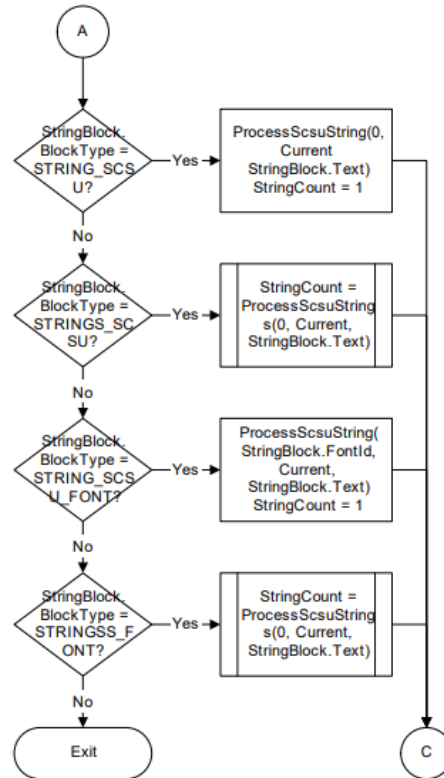 A
StringBlock.
BlockType =
STRING_SCS
U?
Yes
ProcessScsuString(0,
Current
StringBlock.Text)
StringCount = 1
No
StringBlock.
BlockType =
STRINGS_SC
SU?
Yes
StringCount =
ProcessScsuString
s(0, Current,
StringBlock.Text)
No
StringBlock.
BlockType =
STRING_SCS
U_FONT?
Yes
ProcessScsuString(
StringBlock.FontId,
Current,
StringBlock.Text)
StringCount = 1
No
StringBlock.
BlockType =
STRINGSS_F
ONT?
Yes
StringCount =
ProcessScsuString
s(0, Current,
StringBlock.Text)
No
Exit
C